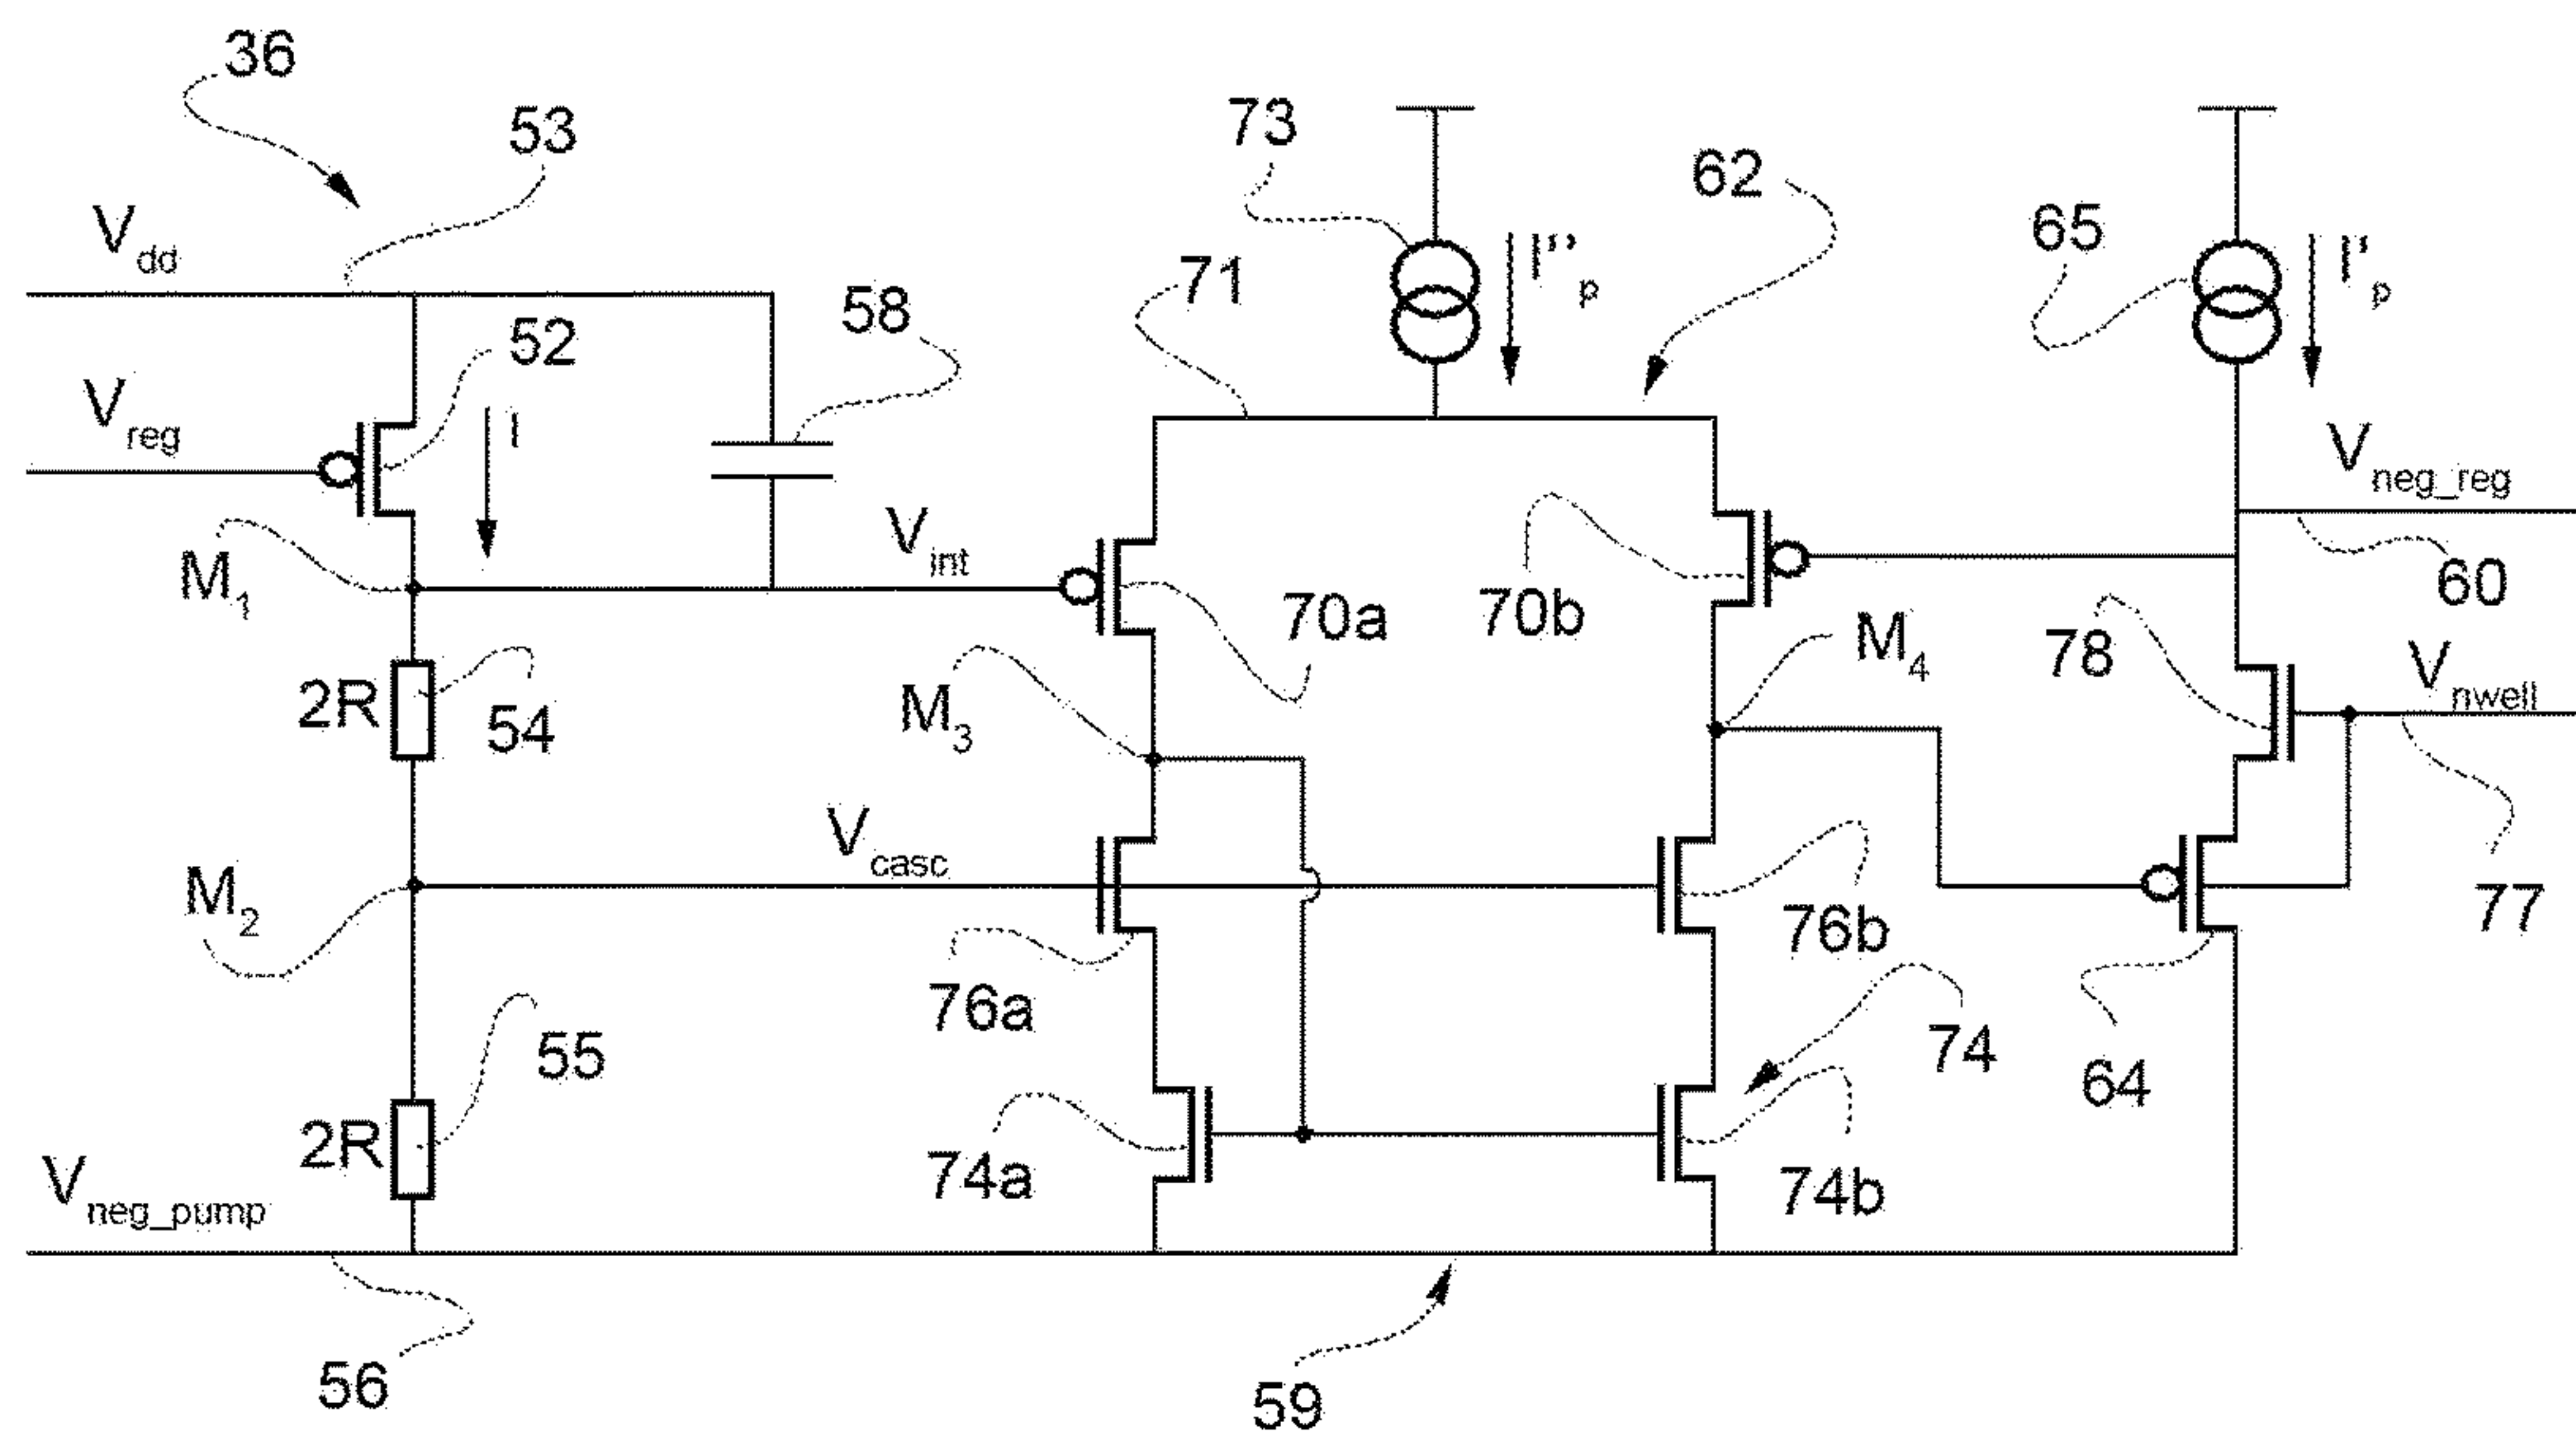 36
53
73
62
65
V_dd
71
I''_p
I'_p
58
52
V_reg
I
V_neg_reg
V_int
M_1
70a
70b
60
M_4
78
V_nwell
2R
54
M_3
V_casc
M_2
76a
76b
77
55
74
64
2R
74a
74b
V_neg_pump
56
59